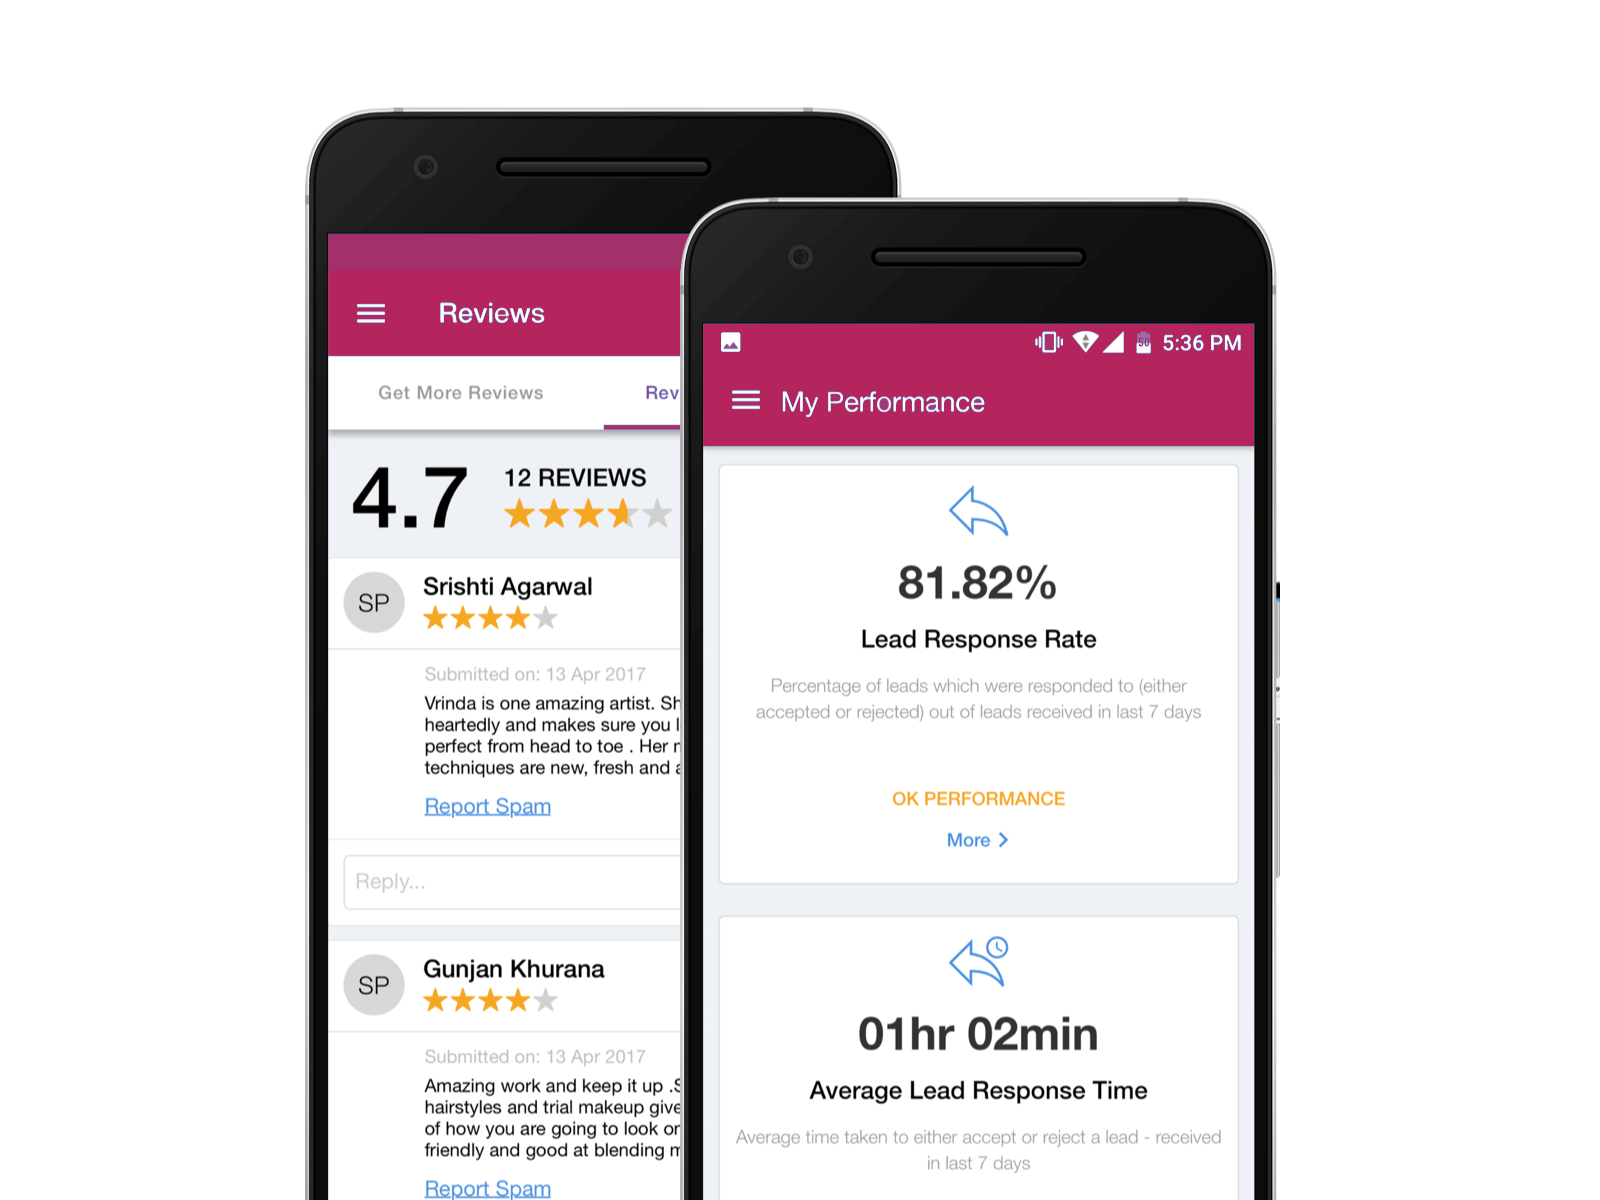 Reviews
Get More Reviews
4.7
12 REVIEWS
SP
Srishti Agarwal
Submitted on: 13 Apr 2017
Vrinda is one amazing artist.
heartedly and makes sure you
perfect from head to toe . Her
techniques are new, fresh and
Report Spam
Reply...
SP
Gunjan Khurana
Submitted on: 13 Apr 2017
Amazing work and keep it up .
hairstyles and trial makeup give
of how you are going to look
friendly and good at blending
Report Spam
50
5:36 PM
My Performance
81.82%
Lead Response Rate
Percentage of leads which were responded to (either
accepted or rejected) out of leads received in last 7 days
OK PERFORMANCE
More
01hr 02min
Average Lead Response Time
Average time taken to either accept or reject a lead - received
in last 7 days